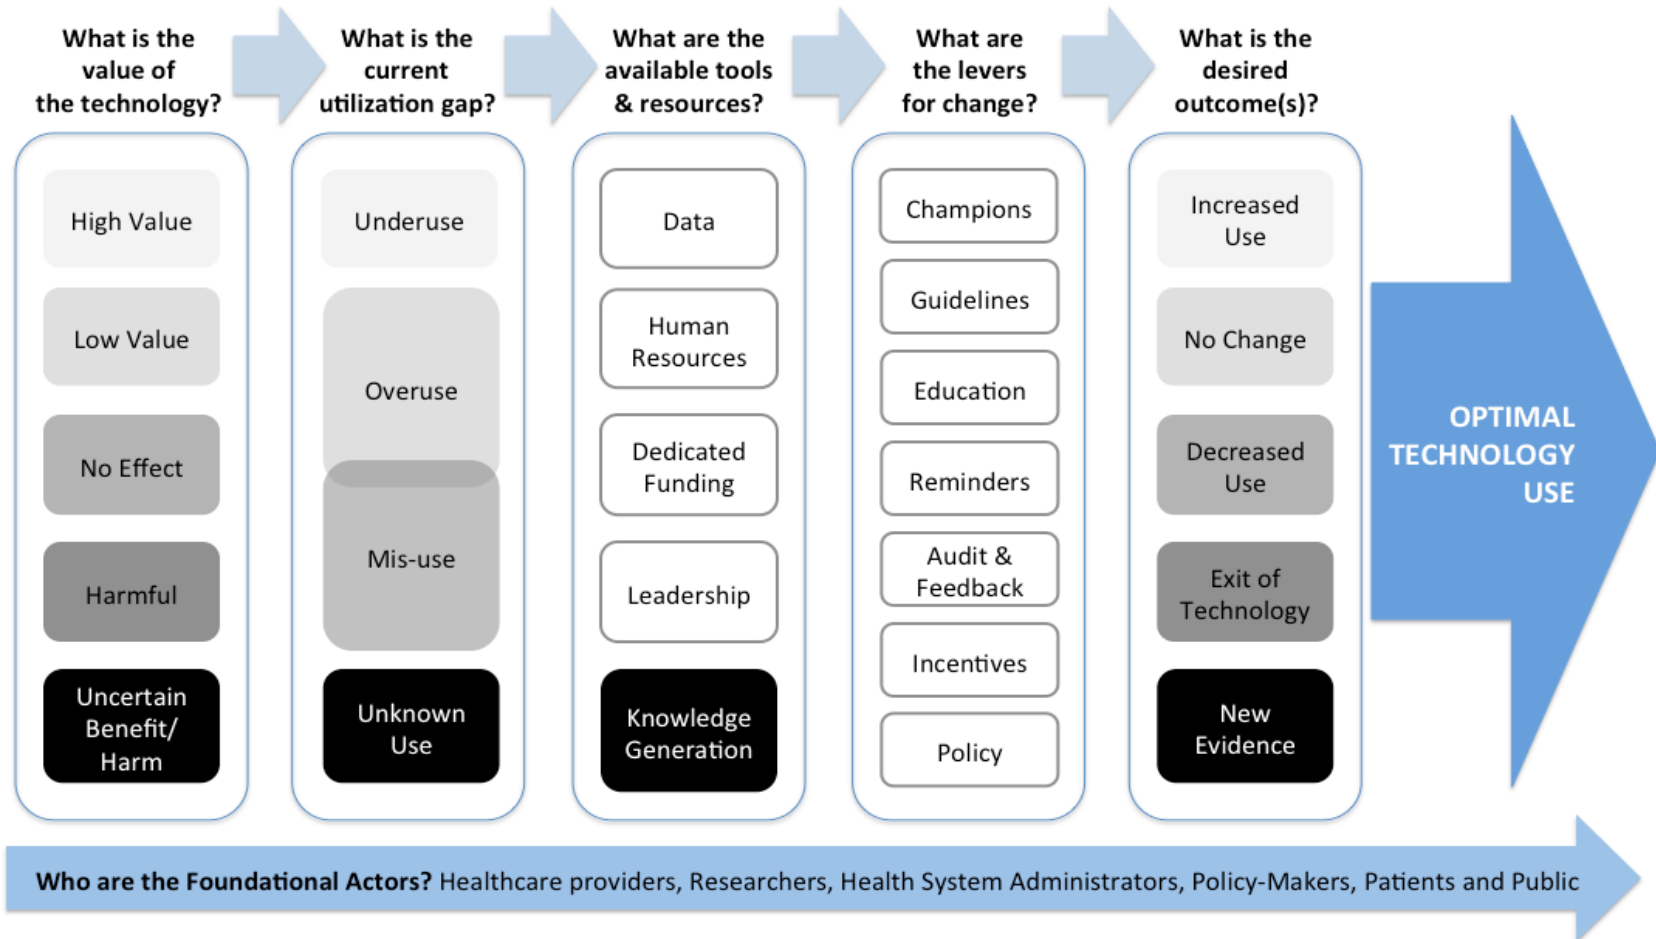 What is the
value of
the technology?
What is the
current
utilization gap?
What are the
available tools
& resources?
What are
the levers
for change?
What is the
desired
outcome(s)?
High Value
Low Value
No Effect
Harmful
Uncertain
Benefit/
Harm
Underuse
Overuse
Mis-use
Unknown
Use
Data
Human
Resources
Dedicated
Funding
Leadership
Knowledge
Generation
Champions
Guidelines
Education
Reminders
Audit &
Feedback
Incentives
Policy
Increased
Use
No Change
Decreased
Use
Exit of
Technology
New
Evidence
OPTIMAL
TECHNOLOGY
USE
Who are the Foundational Actors? Healthcare providers, Researchers, Health System Administrators, Policy-Makers, Patients and Public